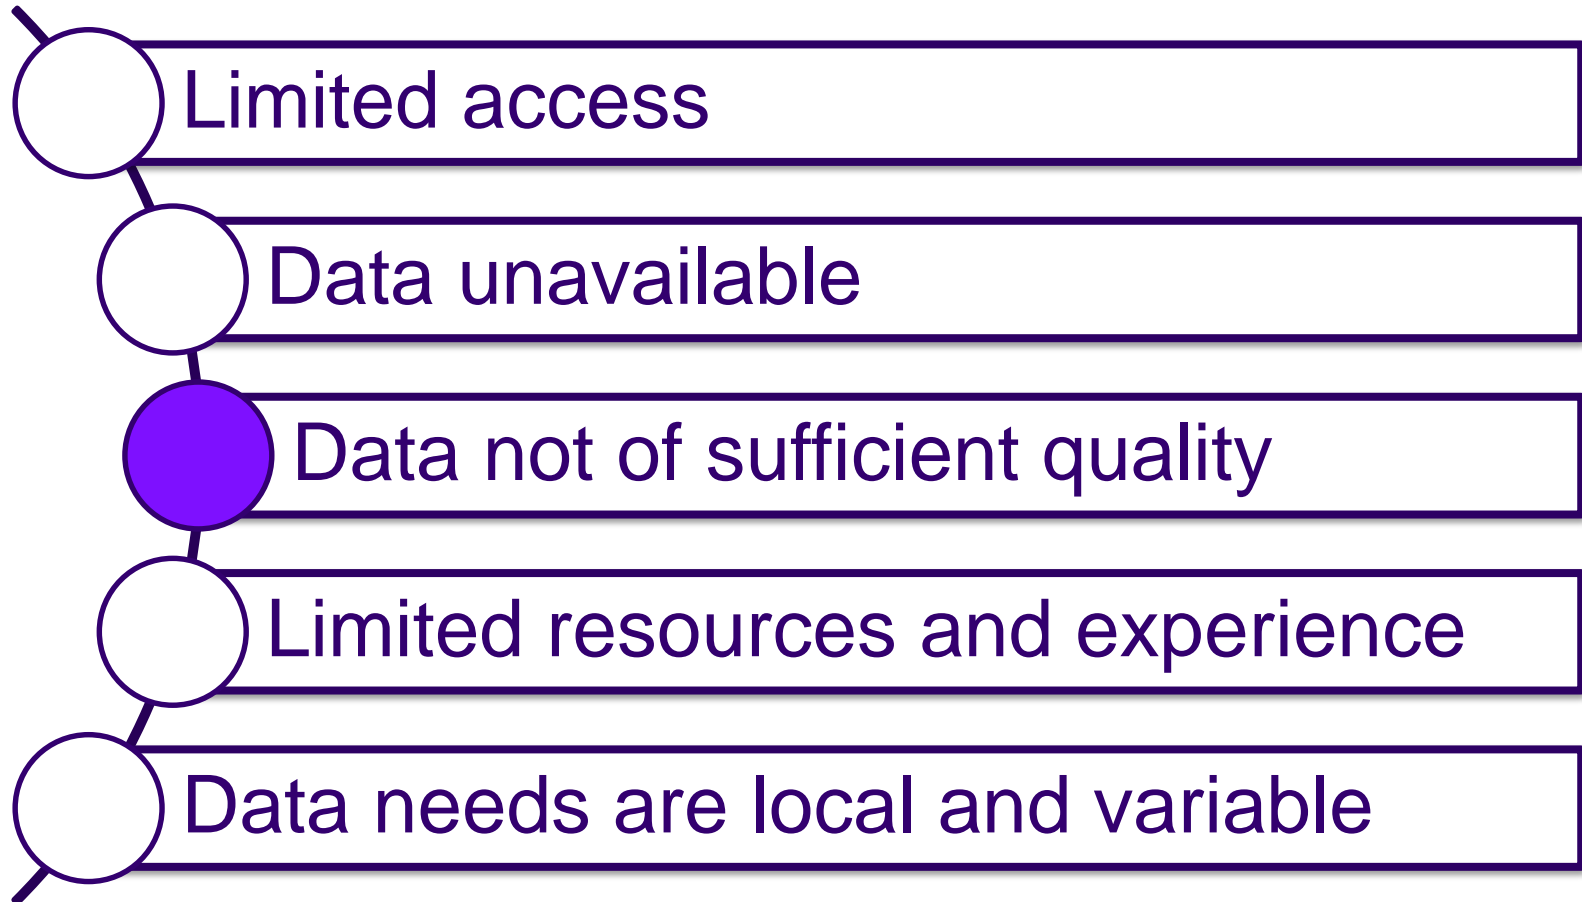 Limited access
Data unavailable
Data not of sufficient quality
Limited resources and experience
Data needs are local and variable